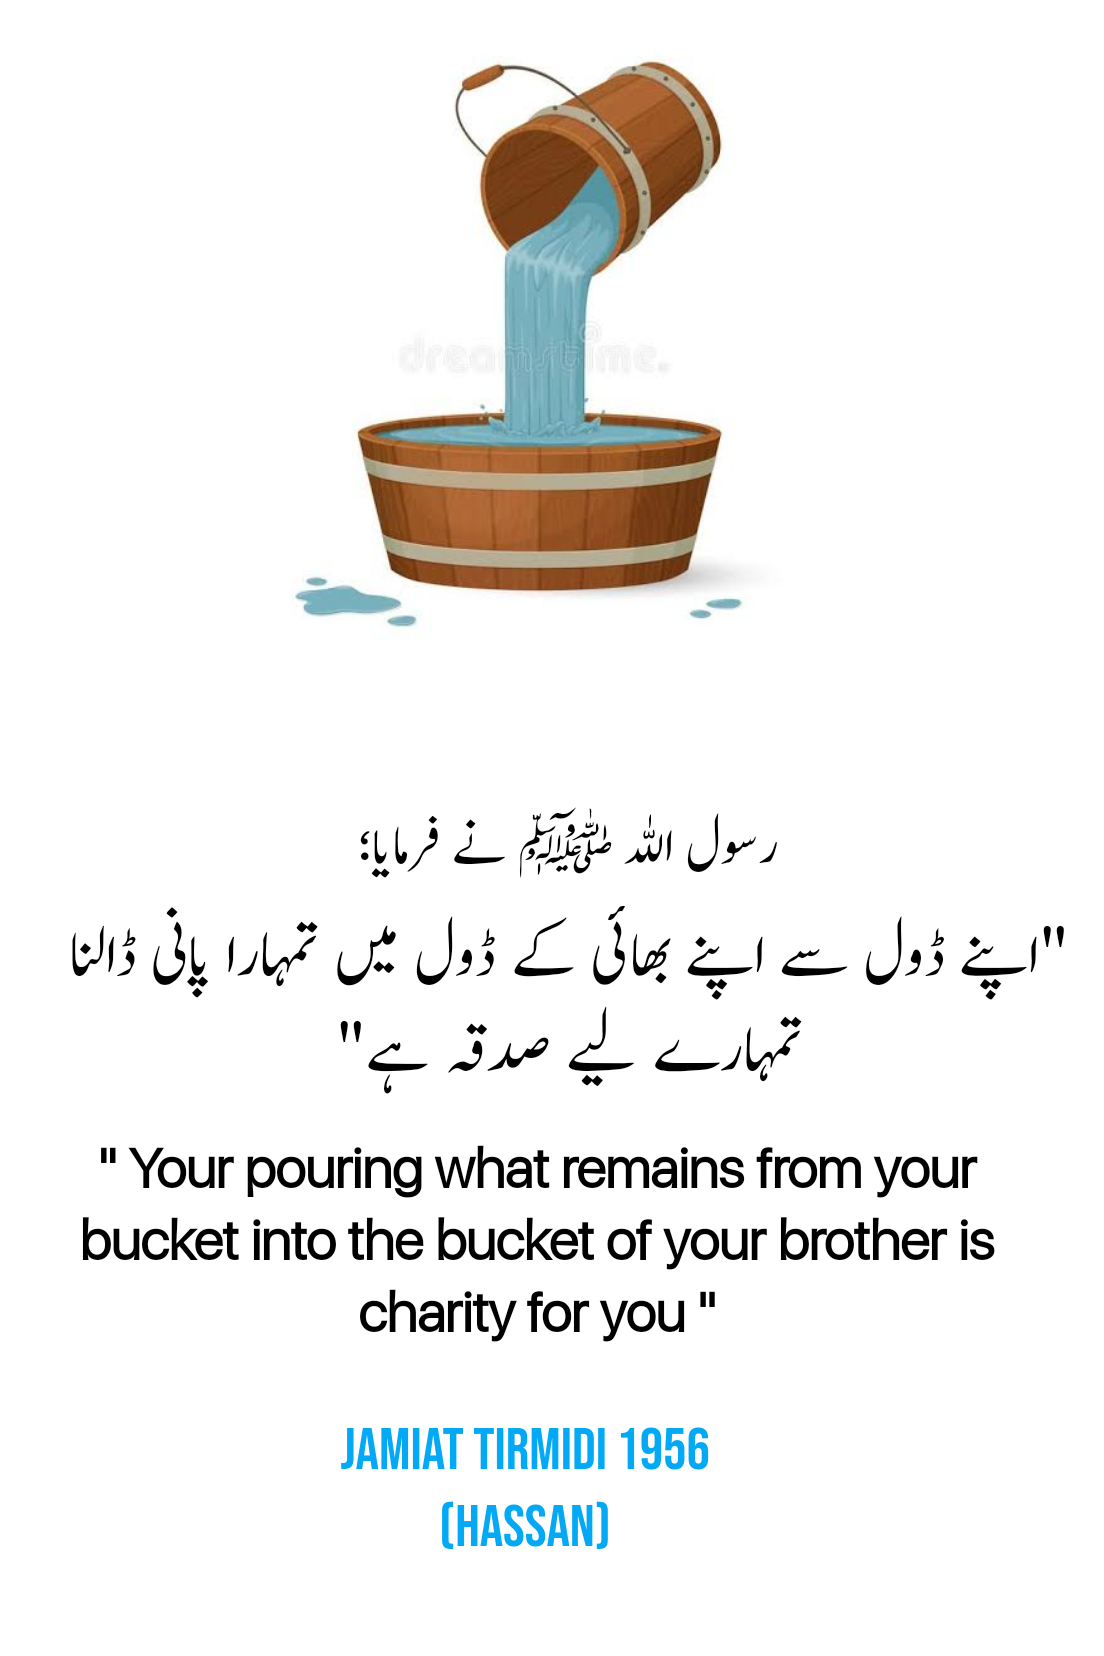 dreamstime.
رسول اللہ ﷺ نے فرمایا؛
"اپنے ڈول سے اپنے بھائی کے ڈول میں تمہارا پانی ڈالنا
تمہارے لیے صدقہ ہے"
" Your pouring what remains from your
bucket into the bucket of your brother is
charity for you "
JAMIAT TIRMIDI 1956
(HASSAN)